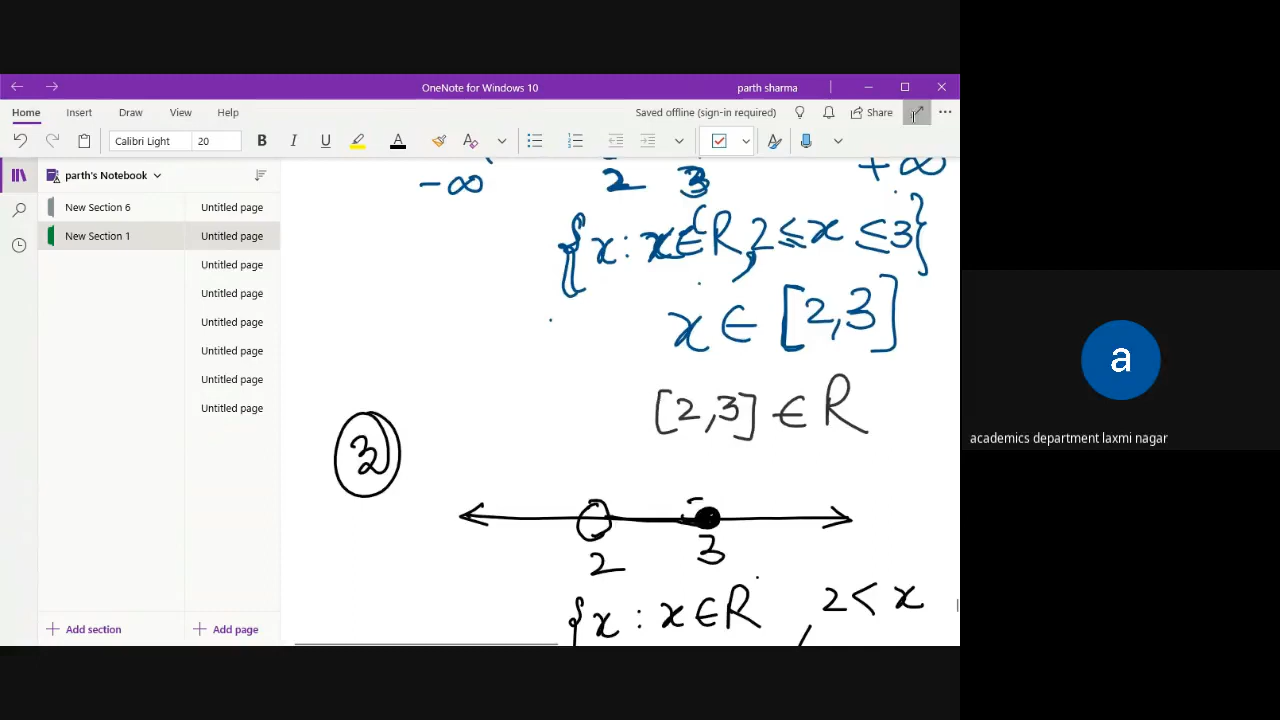 OneNote for Windows 10
parth sharma
Home Insert Draw View Help
Saved offline (sign-in required)
Share
Calibri Light 20
B I U A
parth's Notebook
New Section 6
New Section 1
Untitled page
Untitled page
Untitled page
Untitled page
Untitled page
Untitled page
Untitled page
Untitled page
Add section
Add page
-∞ 2 3 +∞
{x : x∈R, 2 ≤ x ≤ 3}
x ∈ [2,3]
[2,3] ∈ R
3
2 3
{x : x∈R , 2 < x
a
academics department laxmi nagar